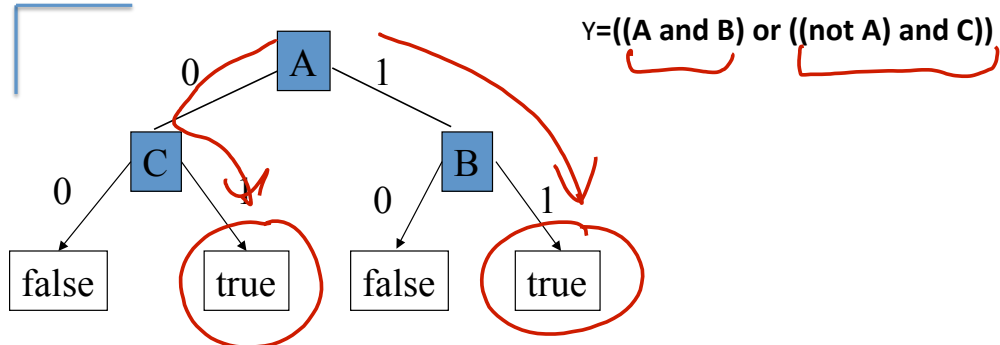 Y=((A and B) or ((not A) and C))
A
0 1
C B
0 1 0 1
false true false true